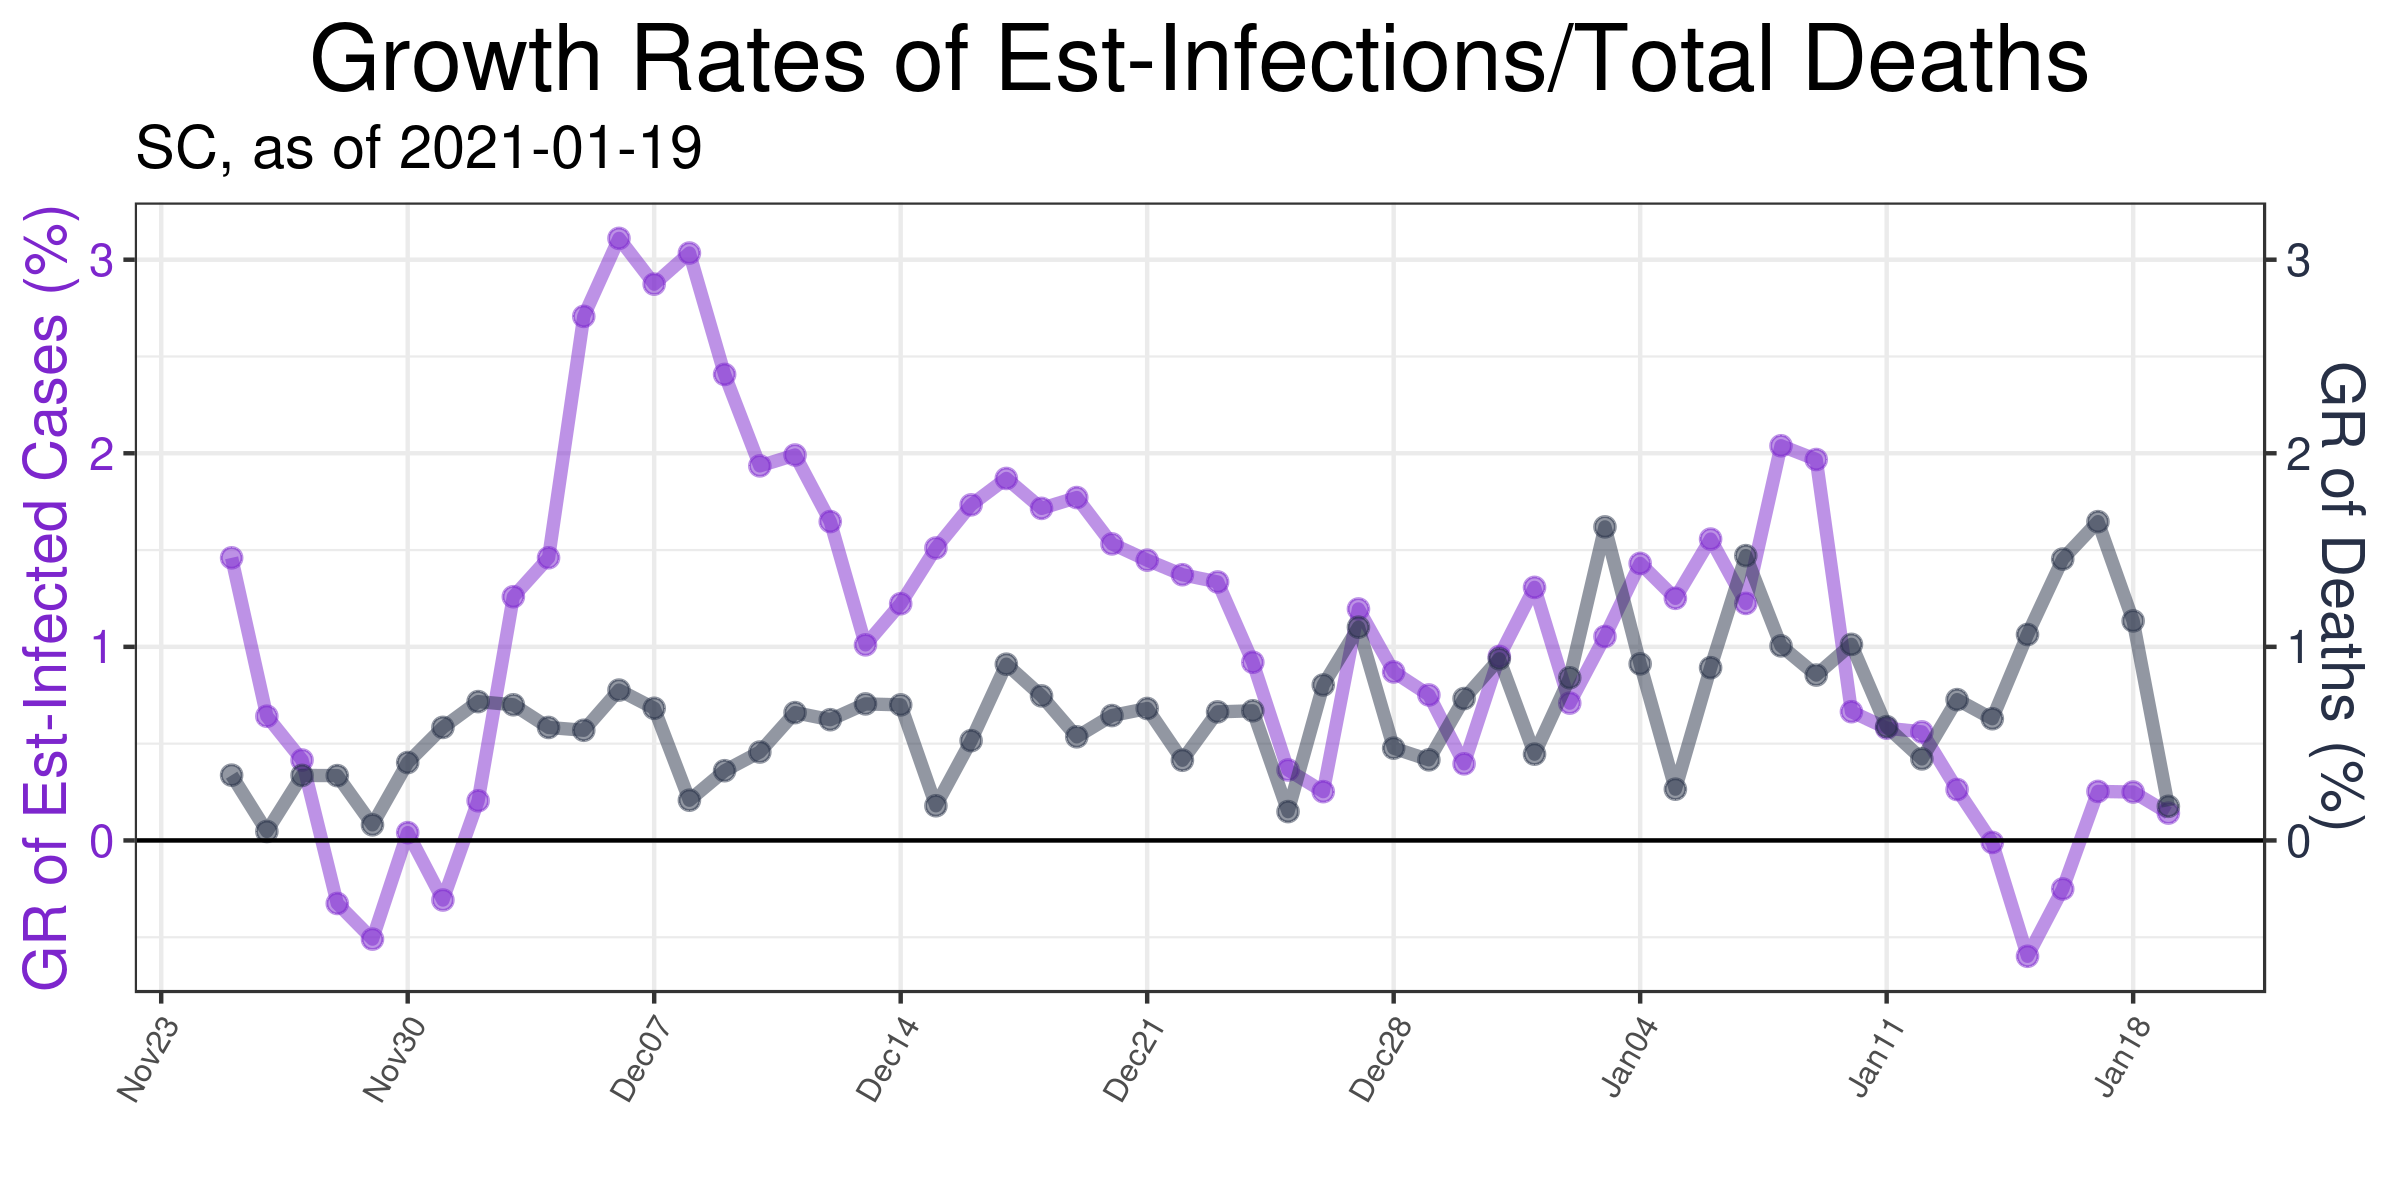 Growth Rates of Est-Infections/Total Deaths
SC, as of 2021-01-19
GR of Est-Infected Cases (%)
3
2
1
0
3
2
1
0
GR of Deaths (%)
Nov23
Nov30
Dec07
Dec14
Dec21
Dec28
Jan04
Jan11
Jan18